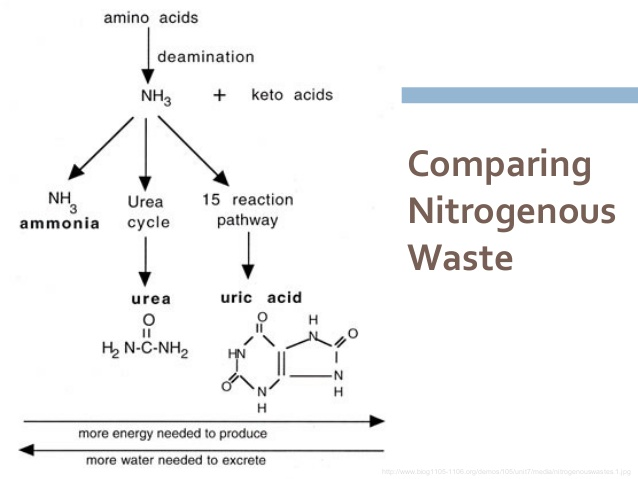 amino acids
deamination
NH3 + keto acids
NH3
ammonia
Urea
cycle
15 reaction
pathway
urea
uric acid
O
H2 N-C-NH2
O
H
N
O
HN
O
N
H
N
H
more energy needed to produce
more water needed to excrete
Comparing
Nitrogenous
Waste